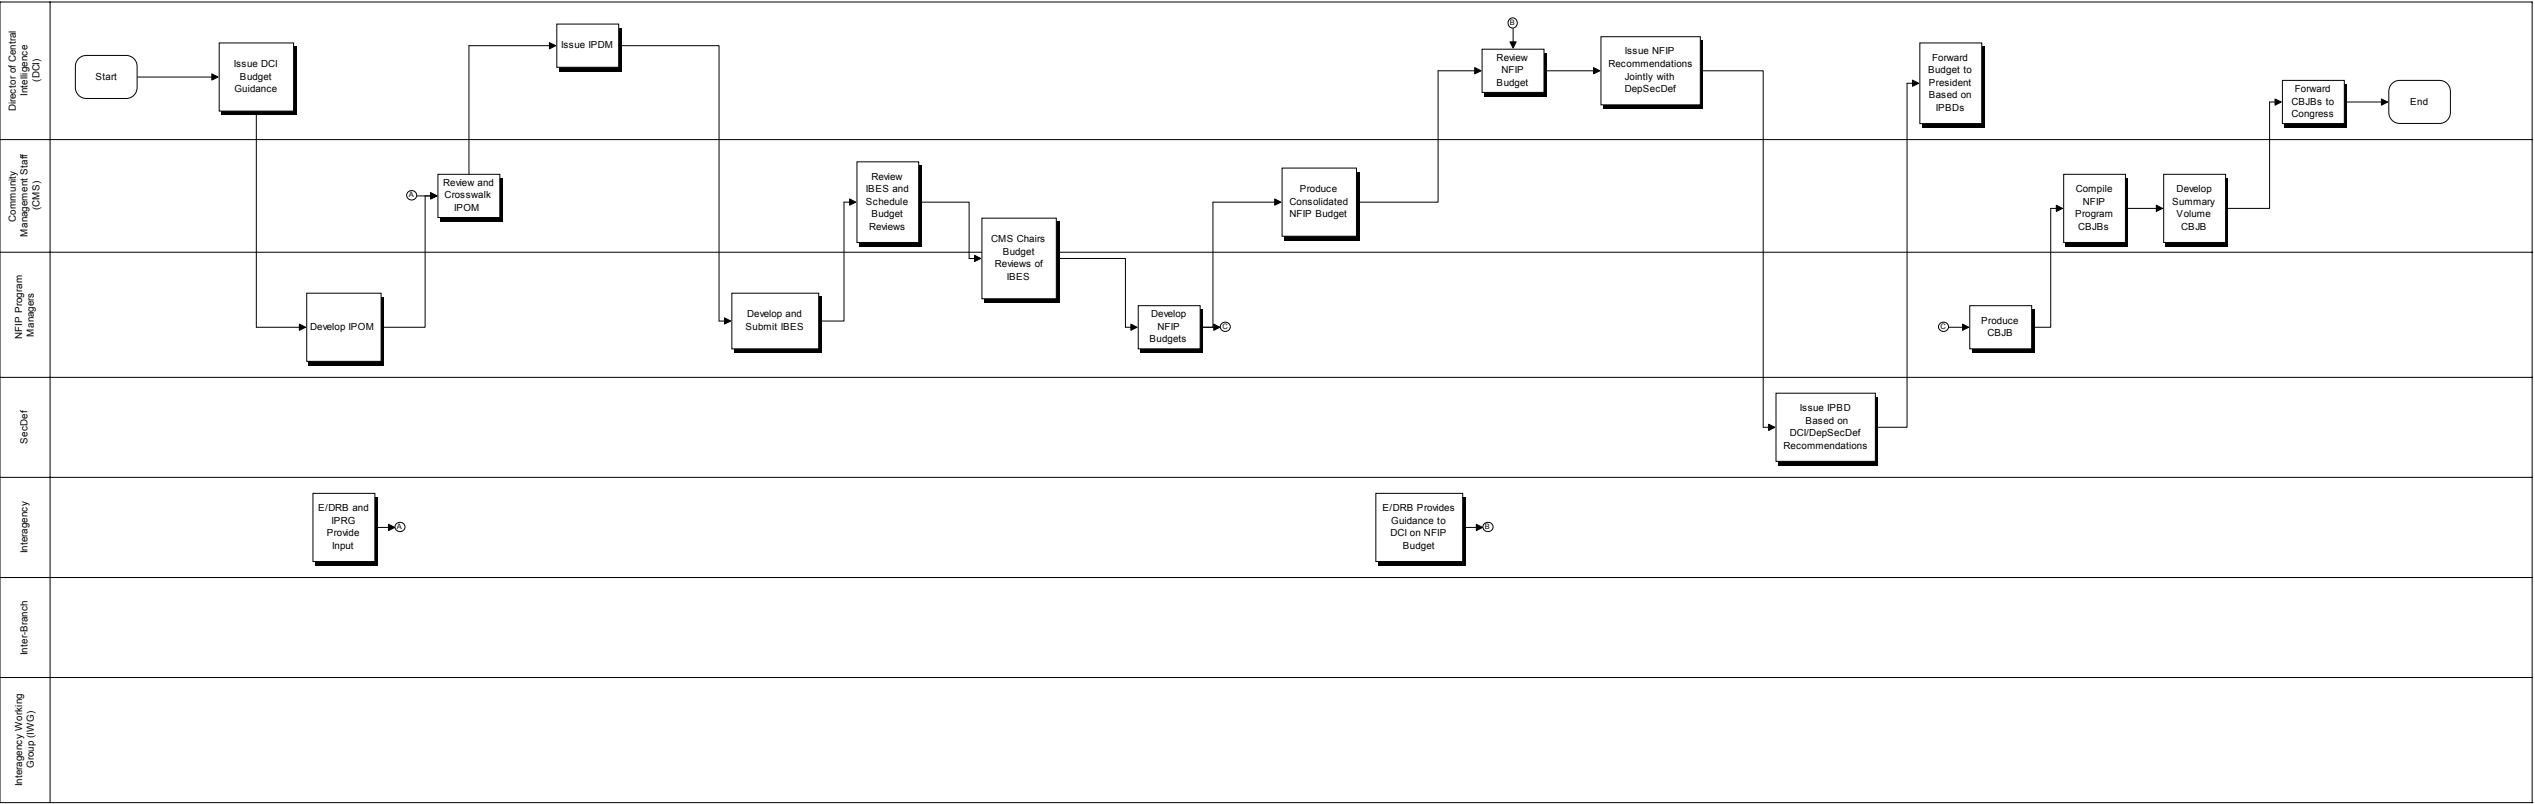 Director of Central
Intelligence
(DCI)
Start
Issue DCI
Budget
Guidance
Issue IPDM
B
Review
NFIP
Budget
Issue NFIP
Recommendations
Jointly with
DepSecDef
Forward
Budget to
President
Based on
IPBDs
Forward
CBJBs to
Congress
End
Community
Management Staff
(CMS)
A
Review and
Crosswalk
IPOM
Review
IBES and
Schedule
Budget
Reviews
CMS Chairs
Budget
Reviews of
IBES
Produce
Consolidated
NFIP Budget
Compile
NFIP
Program
CBJBs
Develop
Summary
Volume
CBJB
NFIP Program
Managers
Develop IPOM
Develop and
Submit IBES
Develop
NFIP
Budgets
C
C
Produce
CBJB
SecDef
Issue IPBD
Based on
DCI/DepSecDef
Recommendations
Interagency
E/DRB and
IPRG
Provide
Input
A
E/DRB Provides
Guidance to
DCI on NFIP
Budget
B
Inter-Branch
Interagency Working
Group (IWG)